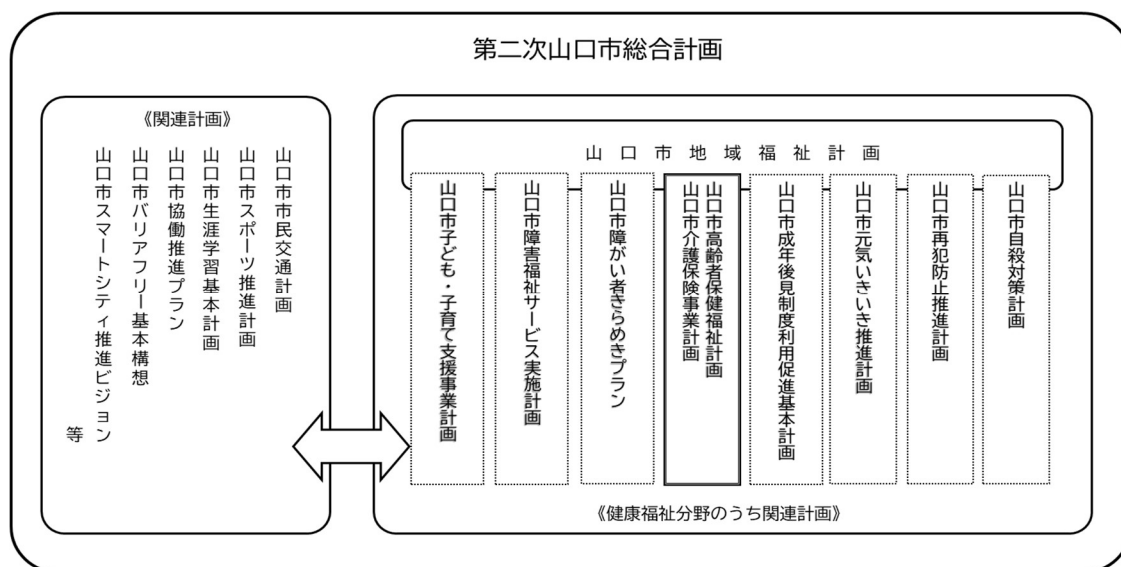 第二次山口市総合計画
《関連計画》
山口市市民交通計画
山口市スポーツ推進計画
山口市生涯学習基本計画
山口市協働推進プラン
山口市バリアフリー基本構想
山口市スマートシティ推進ビジョン
等
山口市地域福祉計画
山口市自殺対策計画
山口市再犯防止推進計画
山口市元気いきいき推進計画
山口市成年後見制度利用促進基本計画
山口市高齢者保健福祉計画
山口市介護保険事業計画
山口市障がい者きらめきプラン
山口市障害福祉サービス実施計画
山口市子ども・子育て支援事業計画
《健康福祉分野のうち関連計画》